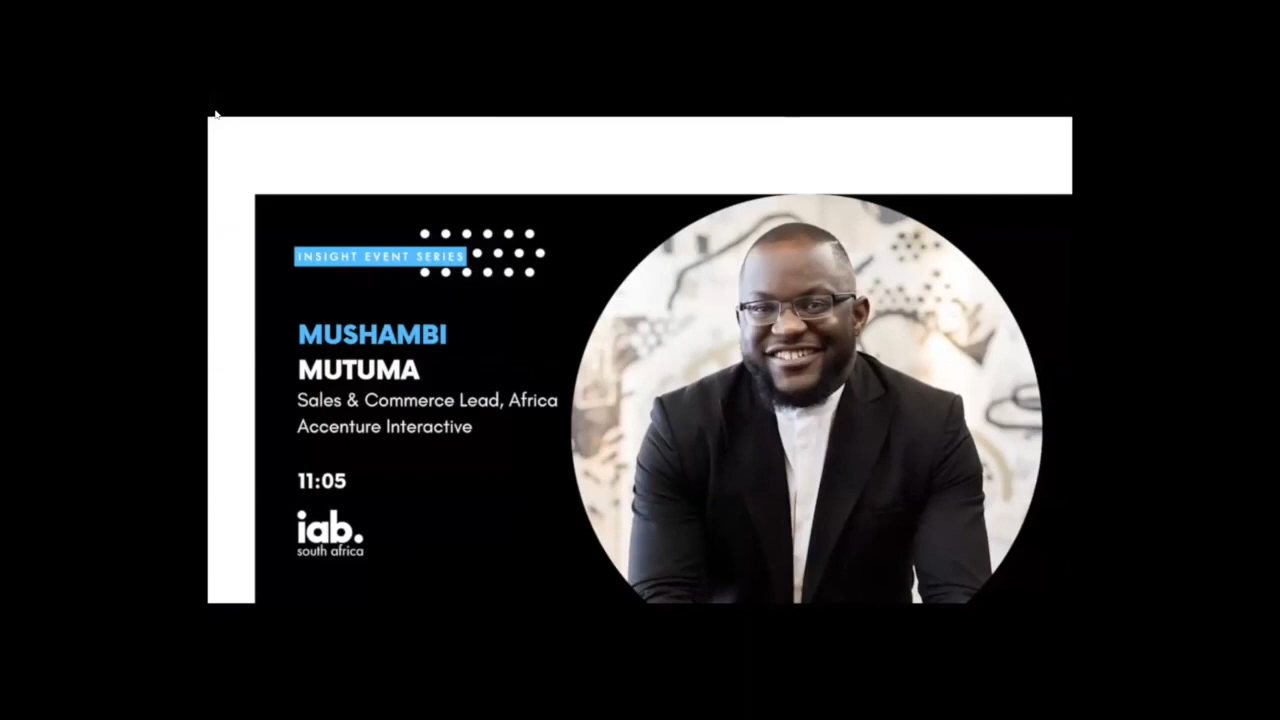 INSIGHT EVENT SERIES
MUSHAMBI
MUTUMA
Sales & Commerce Lead, Africa
Accenture Interactive
11:05
iab.
south africa